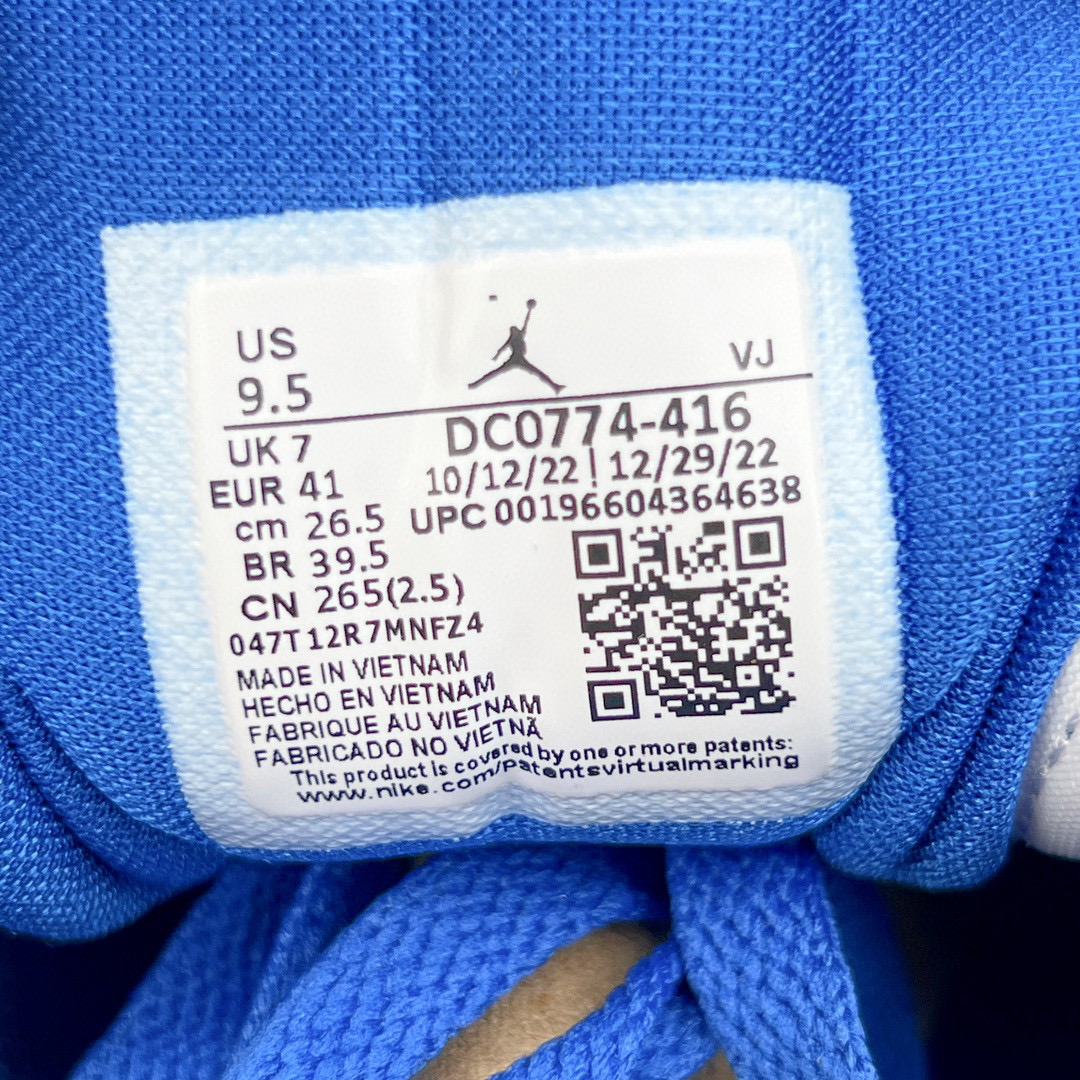 US VJ
9.5
UK 7 DC0774-416
EUR 41 10/12/22 | 12/29/22
cm 26.5 UPC 00196604364638
BR 39.5
CN 265(2.5)
047T12R7MNFZ4
MADE IN VIETNAM
HECHO EN VIETNAM
FABRIQUE AU VIETNAM
FABRICADO NO VIETNÃ
This product is covered by one or more patents:
www.nike.com/patentsvirtualmarking